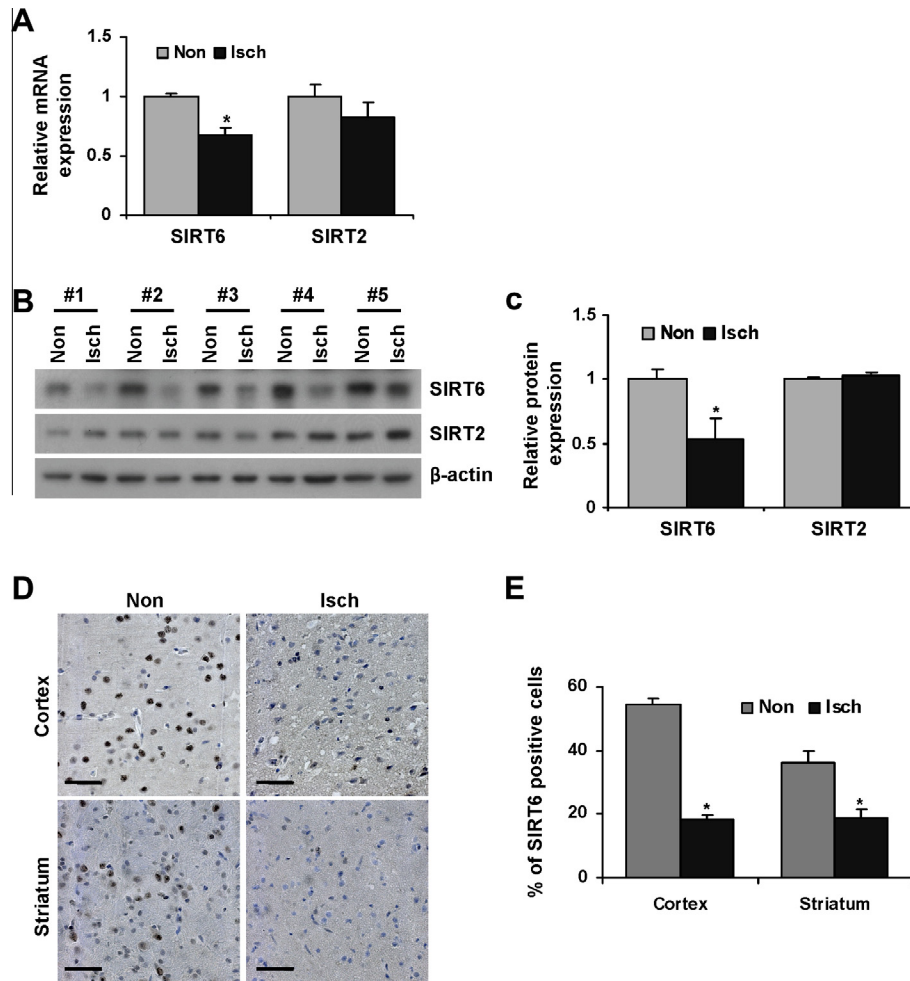 A
Relative mRNA
expression
1.5
1
0.5
0
Non Isch
*
SIRT6 SIRT2
B
#1 #2 #3 #4 #5
Non Isch Non Isch Non Isch Non Isch Non Isch
SIRT6
SIRT2
β-actin
C
Relative protein
expression
1.5
1
0.5
0
Non Isch
*
SIRT6 SIRT2
D
Non Isch
Cortex
Striatum
E
% of SIRT6 positive cells
60
40
20
0
Non Isch
* *
Cortex Striatum